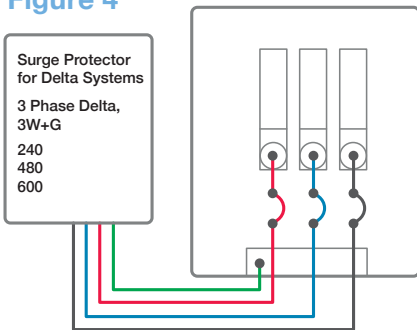 Figure 4
Surge Protector
for Delta Systems
3 Phase Delta,
3W+G
240
480
600